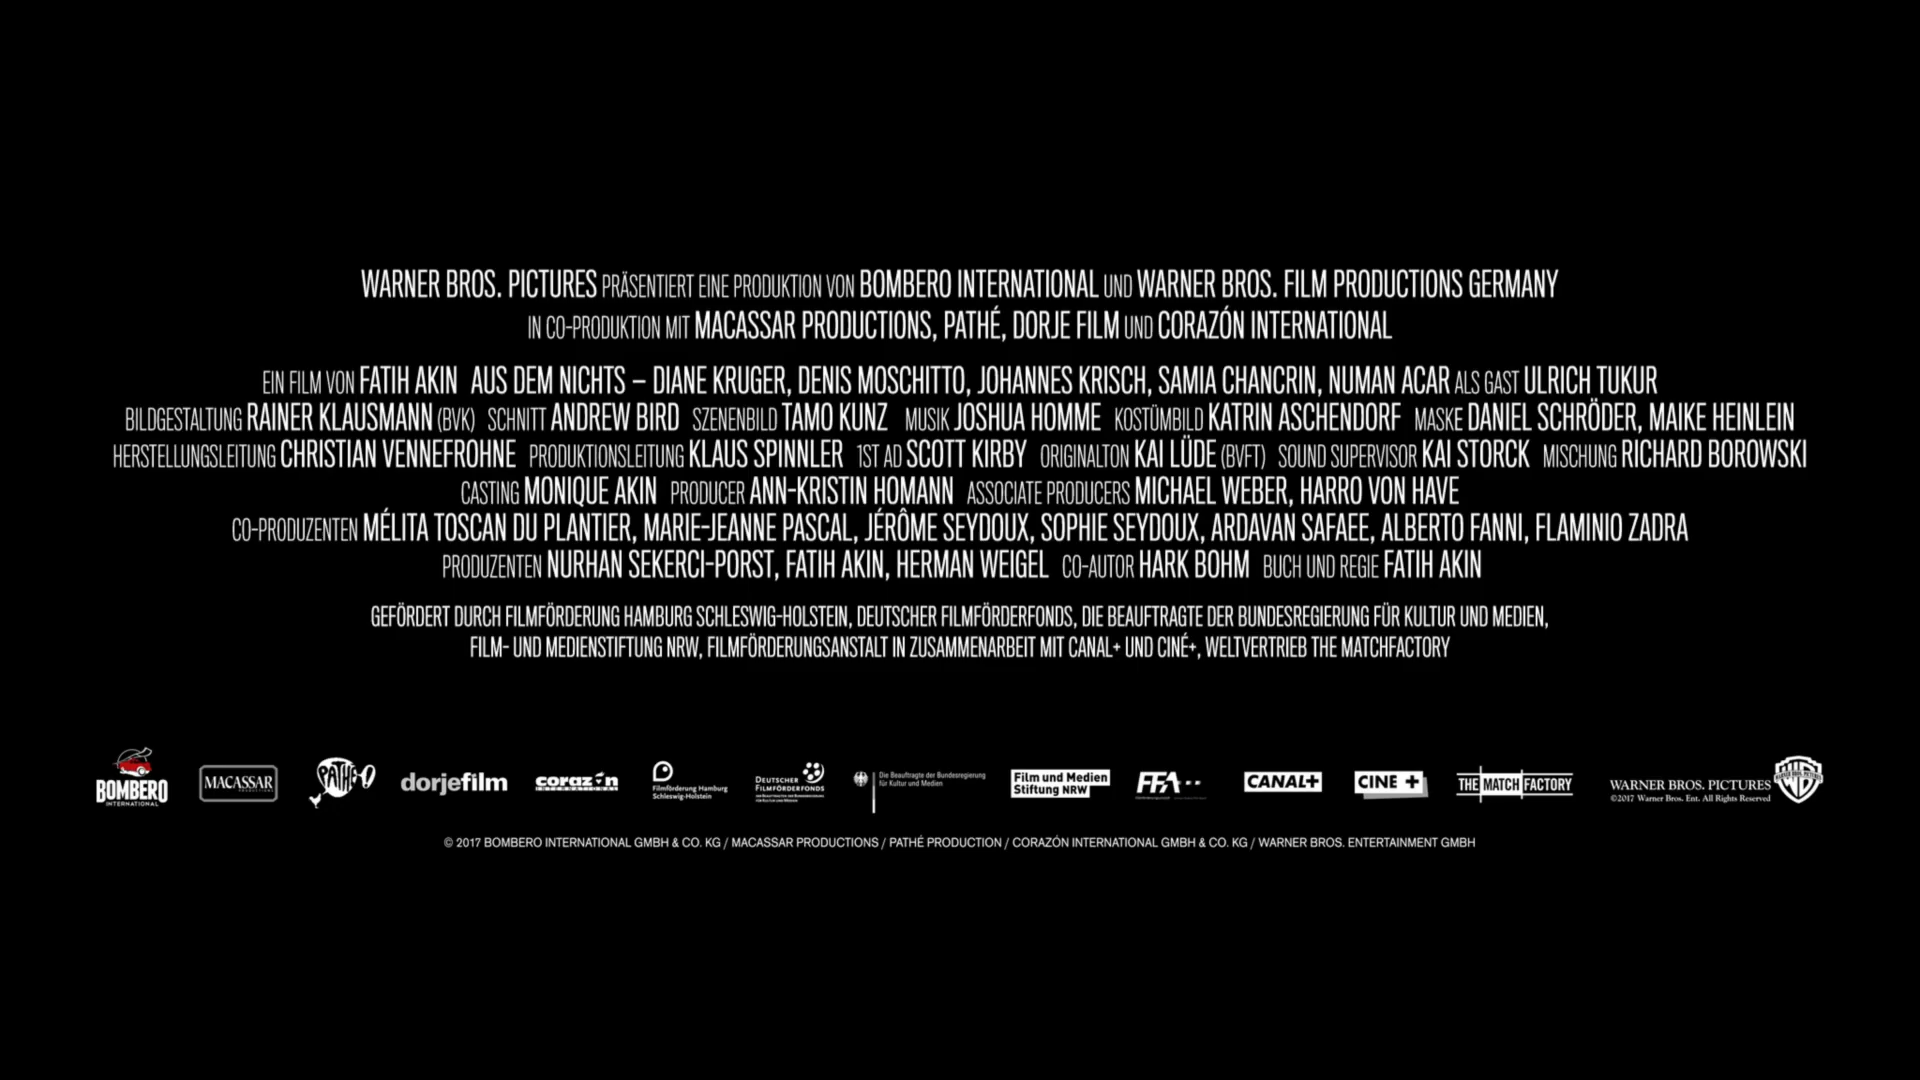 WARNER BROS. PICTURES PRÄSENTIERT EINE PRODUKTION VON BOMBERO INTERNATIONAL UND WARNER BROS. FILM PRODUCTIONS GERMANY
IN CO-PRODUKTION MIT MACASSAR PRODUCTIONS, PATHÉ, DORJE FILM UND CORAZÓN INTERNATIONAL
EIN FILM VON FATIH AKIN AUS DEM NICHTS – DIANE KRUGER, DENIS MOSCHITTO, JOHANNES KRISCH, SAMIA CHANCRIN, NUMAN ACAR ALS GAST ULRICH TUKUR
BILDGESTALTUNG RAINER KLAUSMANN (BVK) SCHNITT ANDREW BIRD SZENENBILD TAMO KUNZ MUSIK JOSHUA HOMME KOSTÜMBILD KATRIN ASCHENDORF MASKE DANIEL SCHRÖDER, MAIKE HEINLEIN
HERSTELLUNGSLEITUNG CHRISTIAN VENNEFROHNE PRODUKTIONSLEITUNG KLAUS SPINNLER 1ST AD SCOTT KIRBY ORIGINALTON KAI LÜDE (BVFT) SOUND SUPERVISOR KAI STORCK MISCHUNG RICHARD BOROWSKI
CASTING MONIQUE AKIN PRODUCER ANN-KRISTIN HOMANN ASSOCIATE PRODUCERS MICHAEL WEBER, HARRO VON HAVE
CO-PRODUZENTEN MÉLITA TOSCAN DU PLANTIER, MARIE-JEANNE PASCAL, JÉRÔME SEYDOUX, SOPHIE SEYDOUX, ARDAVAN SAFAEE, ALBERTO FANNI, FLAMINIO ZADRA
PRODUZENTEN NURHAN SEKERCI-PORST, FATIH AKIN, HERMAN WEIGEL CO-AUTOR HARK BOHM BUCH UND REGIE FATIH AKIN
GEFÖRDERT DURCH FILMFÖRDERUNG HAMBURG SCHLESWIG-HOLSTEIN, DEUTSCHER FILMFÖRDERFONDS, DIE BEAUFTRAGTE DER BUNDESREGIERUNG FÜR KULTUR UND MEDIEN,
FILM- UND MEDIENSTIFTUNG NRW, FILMFÖRDERUNGSANSTALT IN ZUSAMMENARBEIT MIT CANAL+ UND CINÉ+, WELTVERTRIEB THE MATCHFACTORY
BOMBERO
INTERNATIONAL
MACASSAR
PRODUCTIONS
PATHÉ
dorjefilm
corazón
INTERNATIONAL
Filmförderung Hamburg
Schleswig-Holstein
DEUTSCHER
FILMFÖRDERFONDS
Die Beauftragte der Bundesregierung
für Kultur und Medien
Film und Medien
Stiftung NRW
FFA
CANAL+
CINE +
THE MATCH FACTORY
WARNER BROS. PICTURES
©2017 Warner Bros. Ent. All Rights Reserved
© 2017 BOMBERO INTERNATIONAL GMBH & CO. KG / MACASSAR PRODUCTIONS / PATHÉ PRODUCTION / CORAZÓN INTERNATIONAL GMBH & CO. KG / WARNER BROS. ENTERTAINMENT GMBH